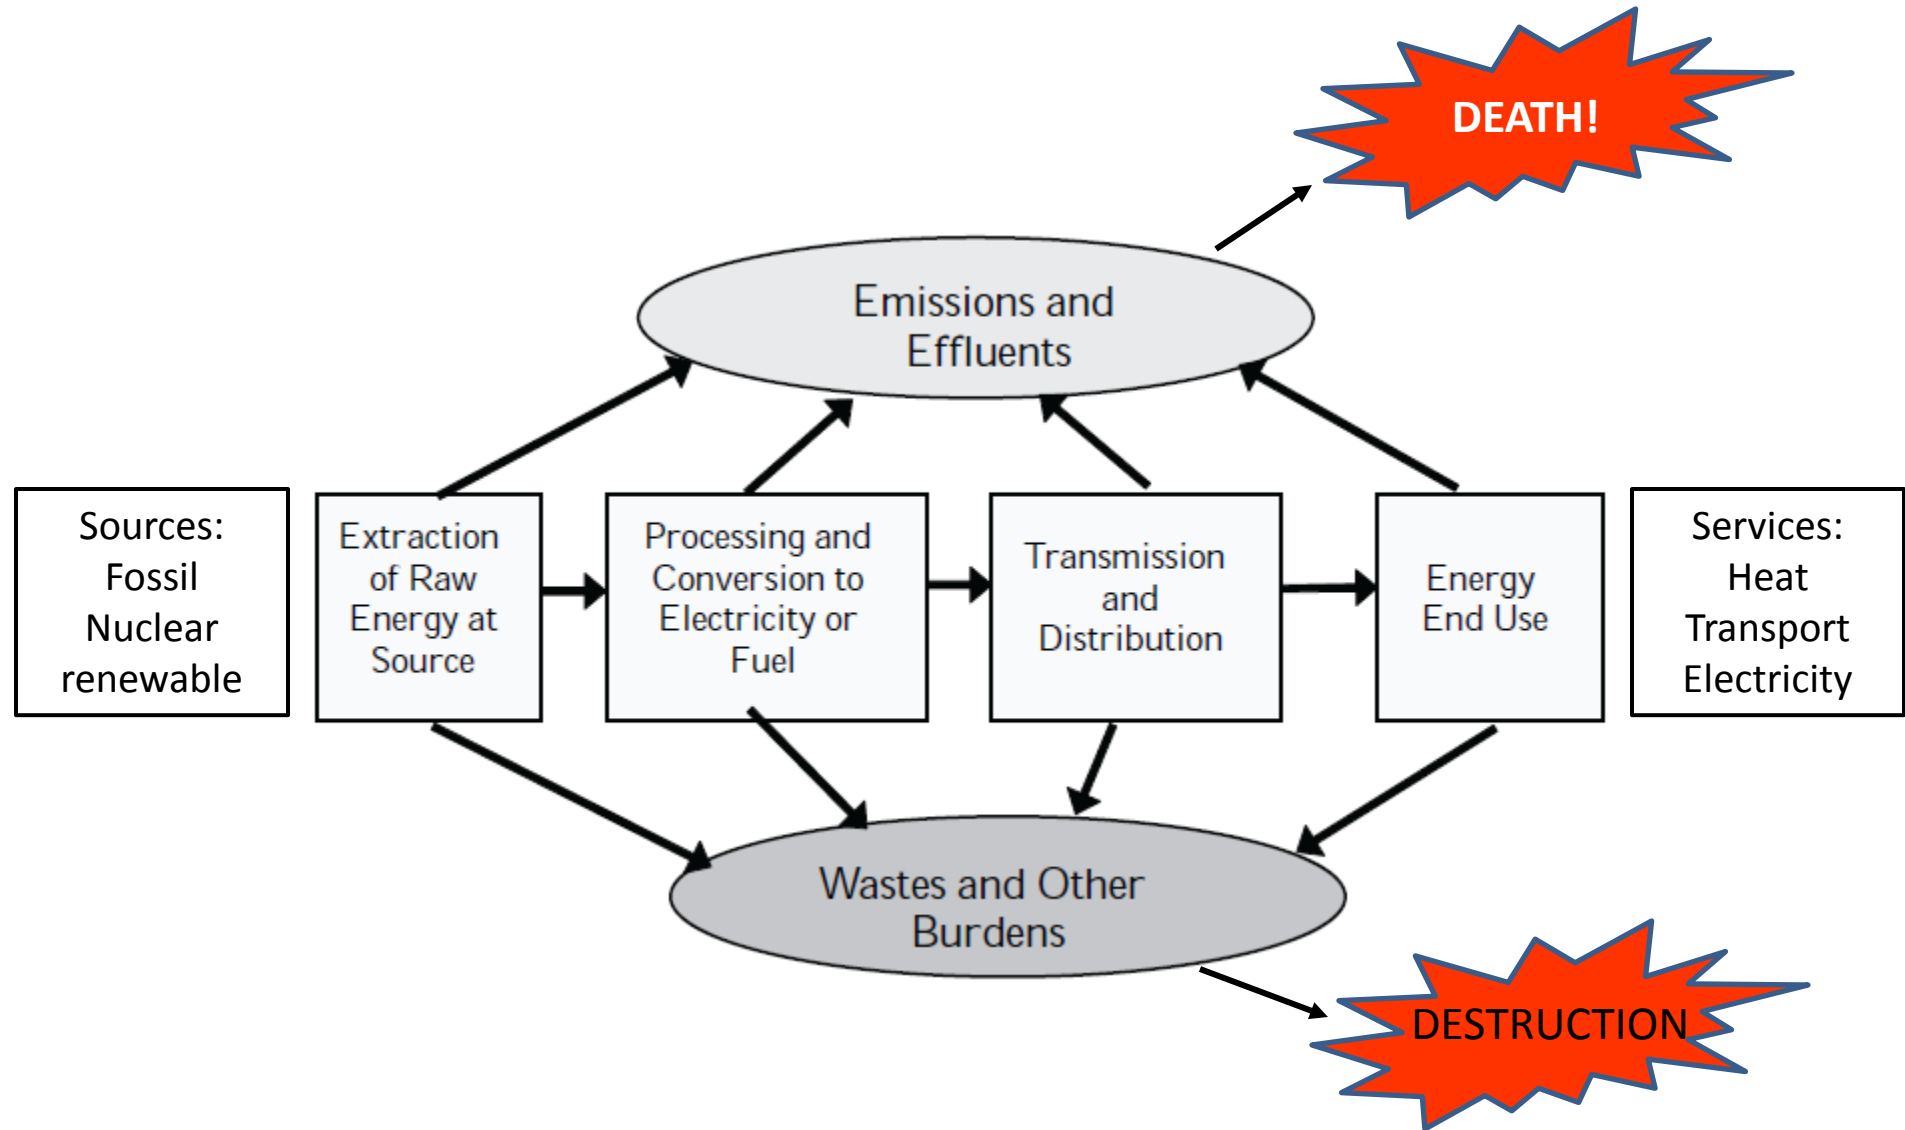 DEATH!
Emissions and
Effluents
Sources:
Fossil
Nuclear
renewable
Extraction
of Raw
Energy at
Source
Processing and
Conversion to
Electricity or
Fuel
Transmission
and
Distribution
Energy
End Use
Services:
Heat
Transport
Electricity
Wastes and Other
Burdens
DESTRUCTION